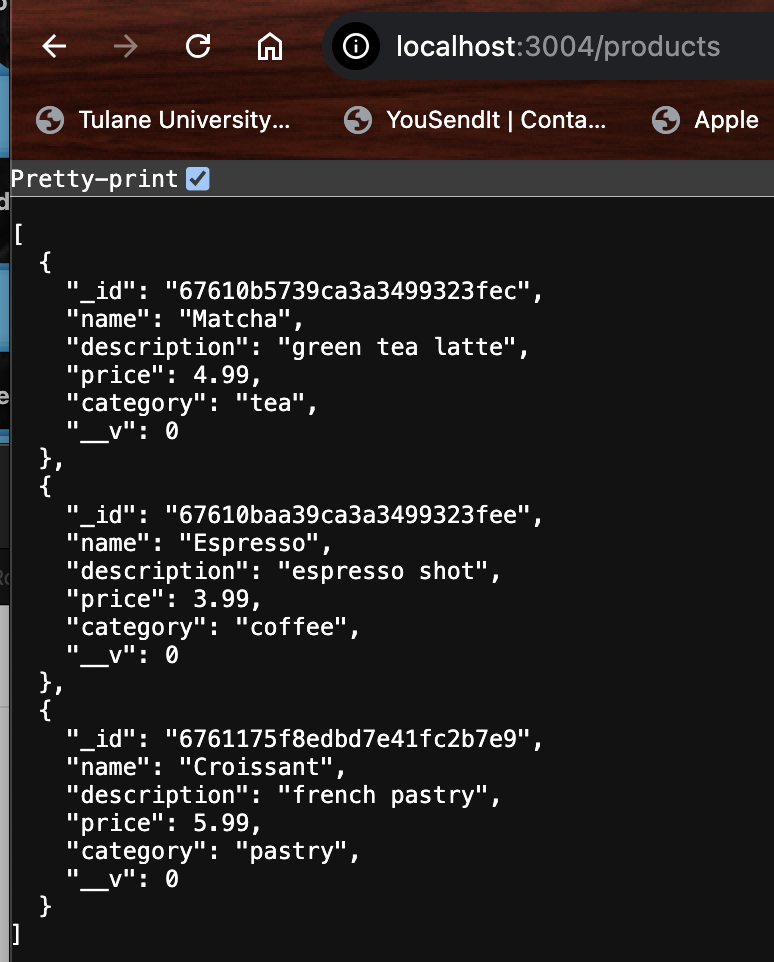 localhost:3004/products
Tulane University... YouSendIt | Conta... Apple
Pretty-print
[
  {
    "_id": "67610b5739ca3a3499323fec",
    "name": "Matcha",
    "description": "green tea latte",
    "price": 4.99,
    "category": "tea",
    "__v": 0
  },
  {
    "_id": "67610baa39ca3a3499323fee",
    "name": "Espresso",
    "description": "espresso shot",
    "price": 3.99,
    "category": "coffee",
    "__v": 0
  },
  {
    "_id": "6761175f8edbd7e41fc2b7e9",
    "name": "Croissant",
    "description": "french pastry",
    "price": 5.99,
    "category": "pastry",
    "__v": 0
  }
]